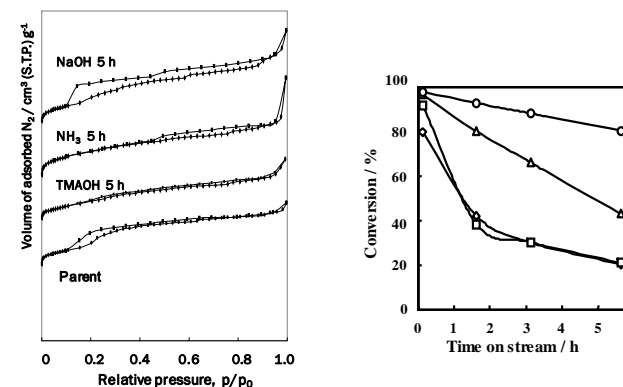 Volume of adsorbed N2 / cm3 (S.T.P.) g-1
NaOH 5 h
NH3 5 h
TMAOH 5 h
Parent
0 0.2 0.4 0.6 0.8 1.0
Relative pressure, p/p0
Conversion / %
100
80
60
40
20
0
0 1 2 3 4 5
Time on stream / h